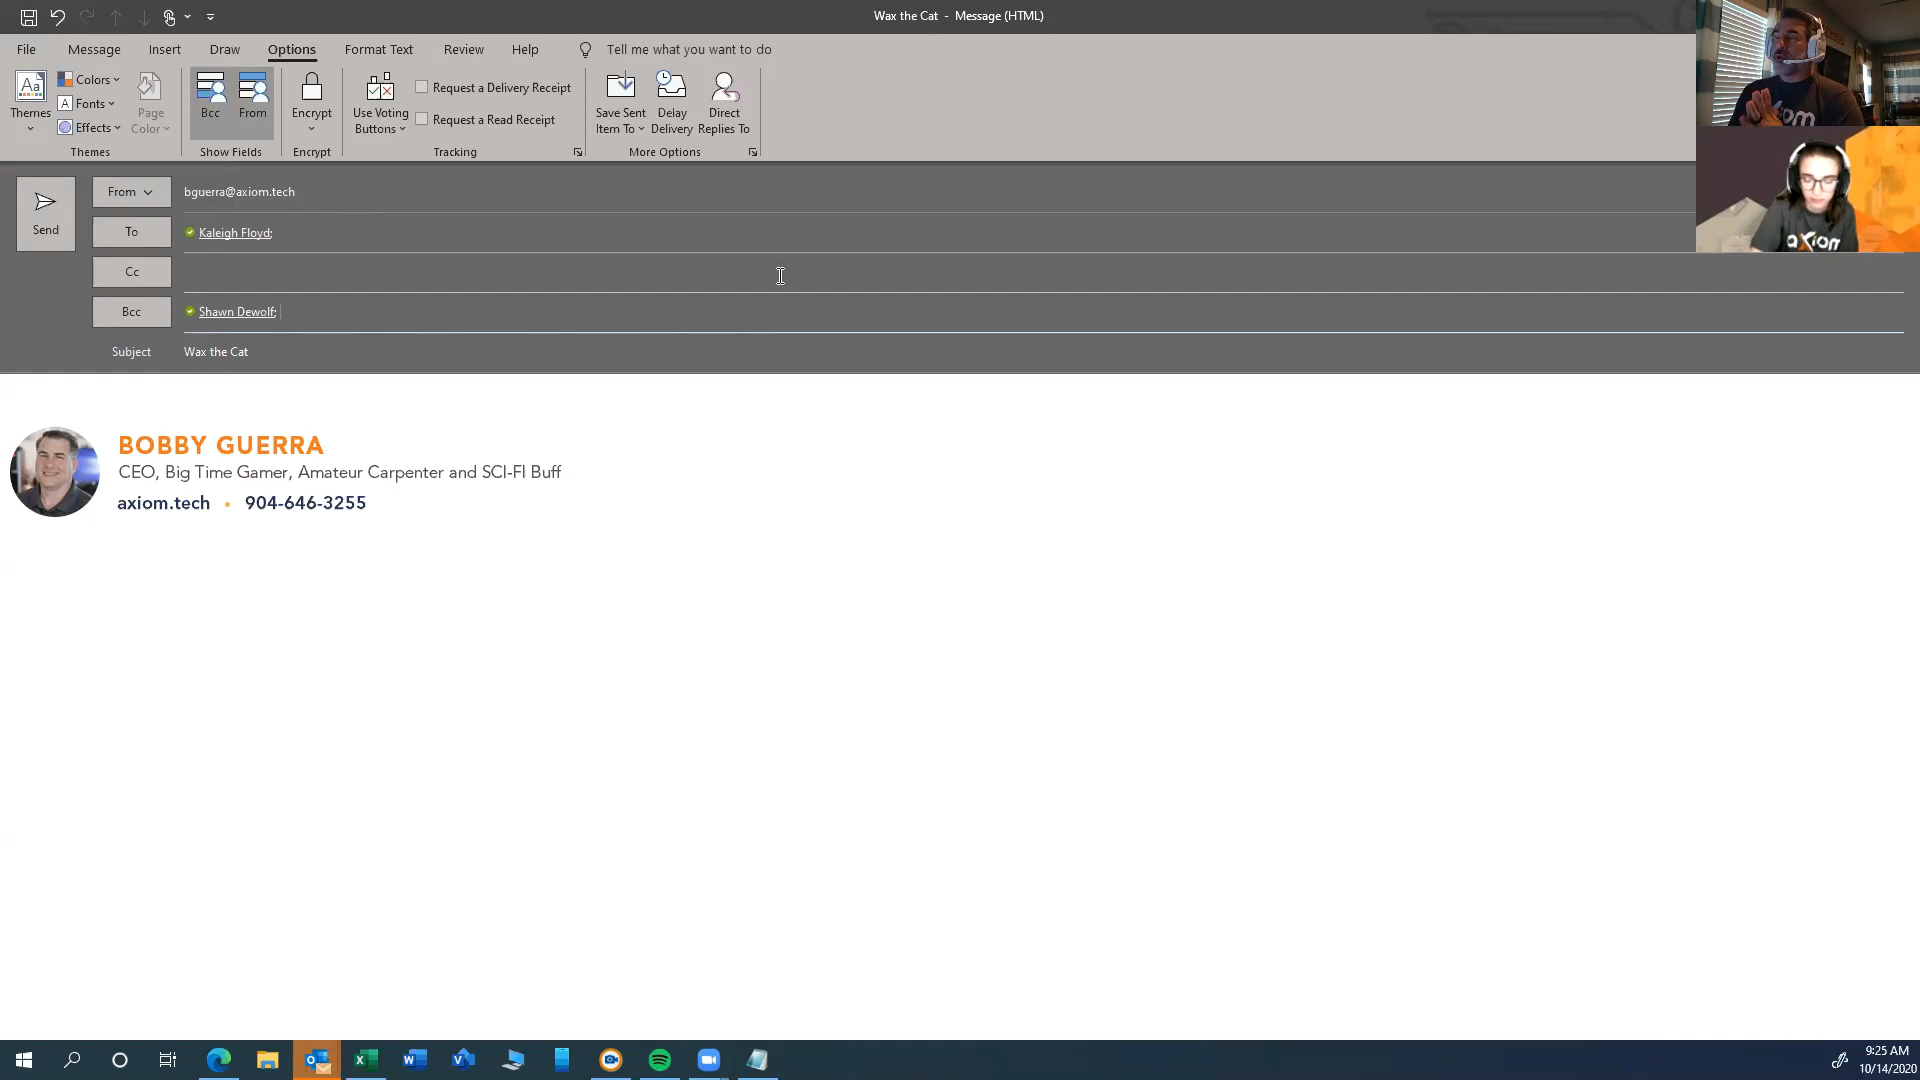 Wax the Cat - Message (HTML)
File Message Insert Draw Options Format Text Review Help Tell me what you want to do
Themes
Colors
Fonts
Effects
Page
Color
Themes
Bcc
From
Show Fields
Encrypt
Encrypt
Use Voting
Buttons
Request a Delivery Receipt
Request a Read Receipt
Tracking
Save Sent
Item To
Delay
Delivery
Direct
Replies To
More Options
Send
From
bguerra@axiom.tech
To
Kaleigh Floyd;
Cc
Bcc
Shawn Dewolf;
Subject
Wax the Cat
BOBBY GUERRA
CEO, Big Time Gamer, Amateur Carpenter and SCI-FI Buff
axiom.tech • 904-646-3255
aXiom
9:25 AM
10/14/2020